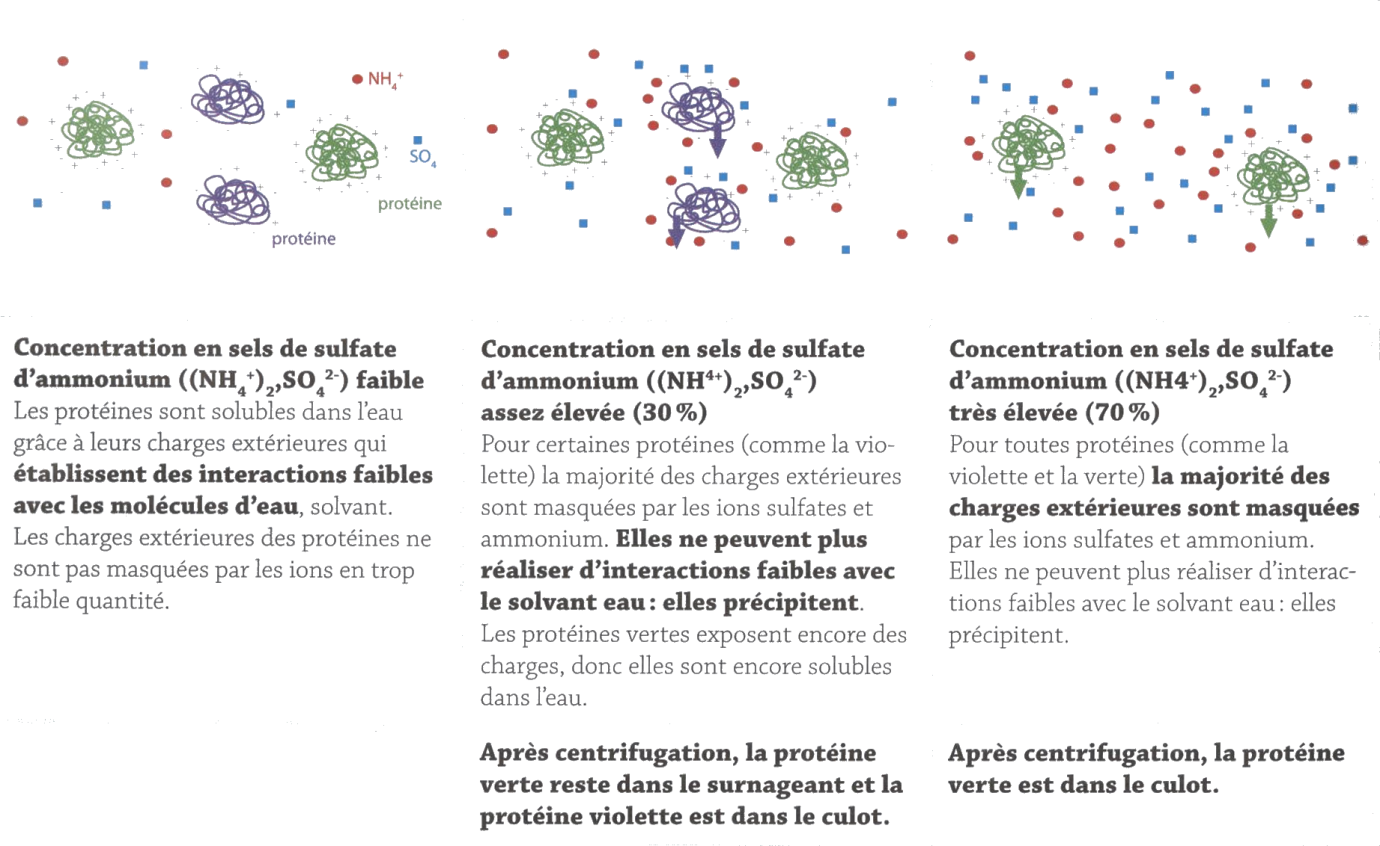 NH₄⁺
SO₄
protéine
protéine
Concentration en sels de sulfate
d’ammonium ((NH₄⁺)₂,SO₄²⁻) faible
Les protéines sont solubles dans l’eau
grâce à leurs charges extérieures qui
établissent des interactions faibles
avec les molécules d’eau, solvant.
Les charges extérieures des protéines ne
sont pas masquées par les ions en trop
faible quantité.
Concentration en sels de sulfate
d’ammonium ((NH⁴⁺)₂,SO₄²⁻)
assez élevée (30 %)
Pour certaines protéines (comme la vio-
lette) la majorité des charges extérieures
sont masquées par les ions sulfates et
ammonium. Elles ne peuvent plus
réaliser d’interactions faibles avec
le solvant eau : elles précipitent.
Les protéines vertes exposent encore des
charges, donc elles sont encore solubles
dans l’eau.
Après centrifugation, la protéine
verte reste dans le surnageant et la
protéine violette est dans le culot.
Concentration en sels de sulfate
d’ammonium ((NH4⁺)₂,SO₄²⁻)
très élevée (70 %)
Pour toutes protéines (comme la
violette et la verte) la majorité des
charges extérieures sont masquées
par les ions sulfates et ammonium.
Elles ne peuvent plus réaliser d’interac-
tions faibles avec le solvant eau : elles
précipitent.
Après centrifugation, la protéine
verte est dans le culot.